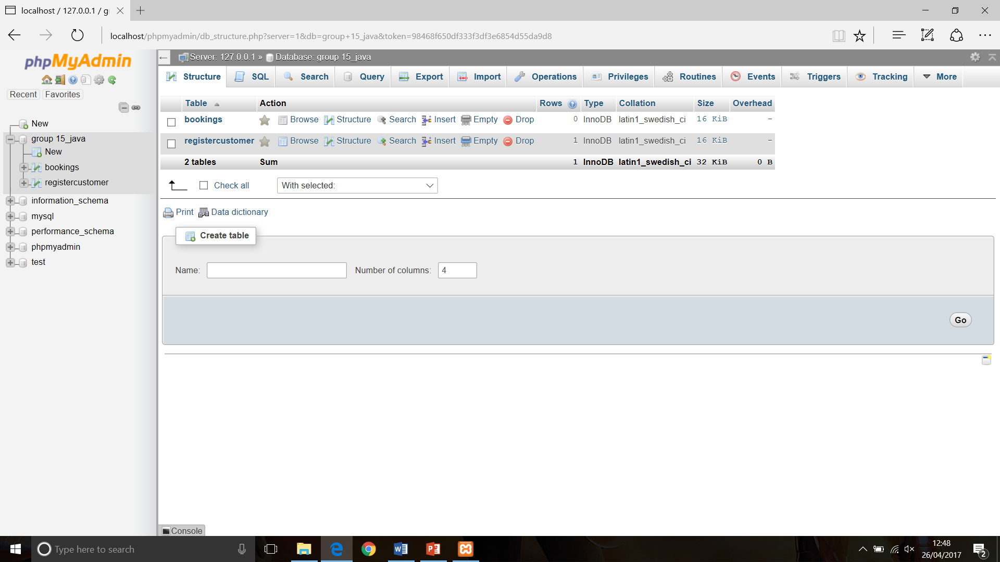 localhost / 127.0.0.1 / g
localhost/phpmyadmin/db_structure.php?server=1&db=group+15_java&token=98468f650df333f3df3e6854d55da9d8
phpMyAdmin
Recent Favorites
New
group 15_java
New
bookings
registercustomer
information_schema
mysql
performance_schema
phpmyadmin
test
Server: 127.0.0.1 » Database: group 15_java
Structure SQL Search Query Export Import Operations Privileges Routines Events Triggers Tracking More
Table Action Rows Type Collation Size Overhead
bookings Browse Structure Search Insert Empty Drop 0 InnoDB latin1_swedish_ci 16 KiB -
registercustomer Browse Structure Search Insert Empty Drop 1 InnoDB latin1_swedish_ci 16 KiB -
2 tables Sum 1 InnoDB latin1_swedish_ci 32 KiB 0 B
Check all With selected:
Print Data dictionary
Create table
Name: Number of columns: 4
Go
Console
Type here to search
12:48
26/04/2017
2